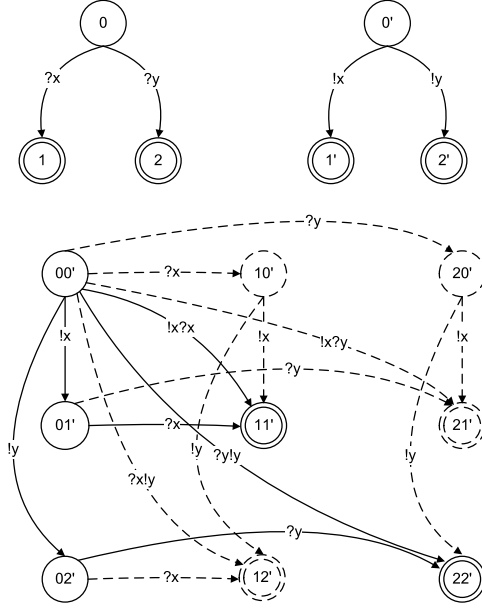 0 0'
?x ?y !x !y
1 2 1' 2'
?y
00' ?x 10' 20'
!x !x?x !x !x?y !x
?y
01' ?x 11' 21'
!y !y ?y!y !y
?x!y
?y
02' ?x 12' 22'